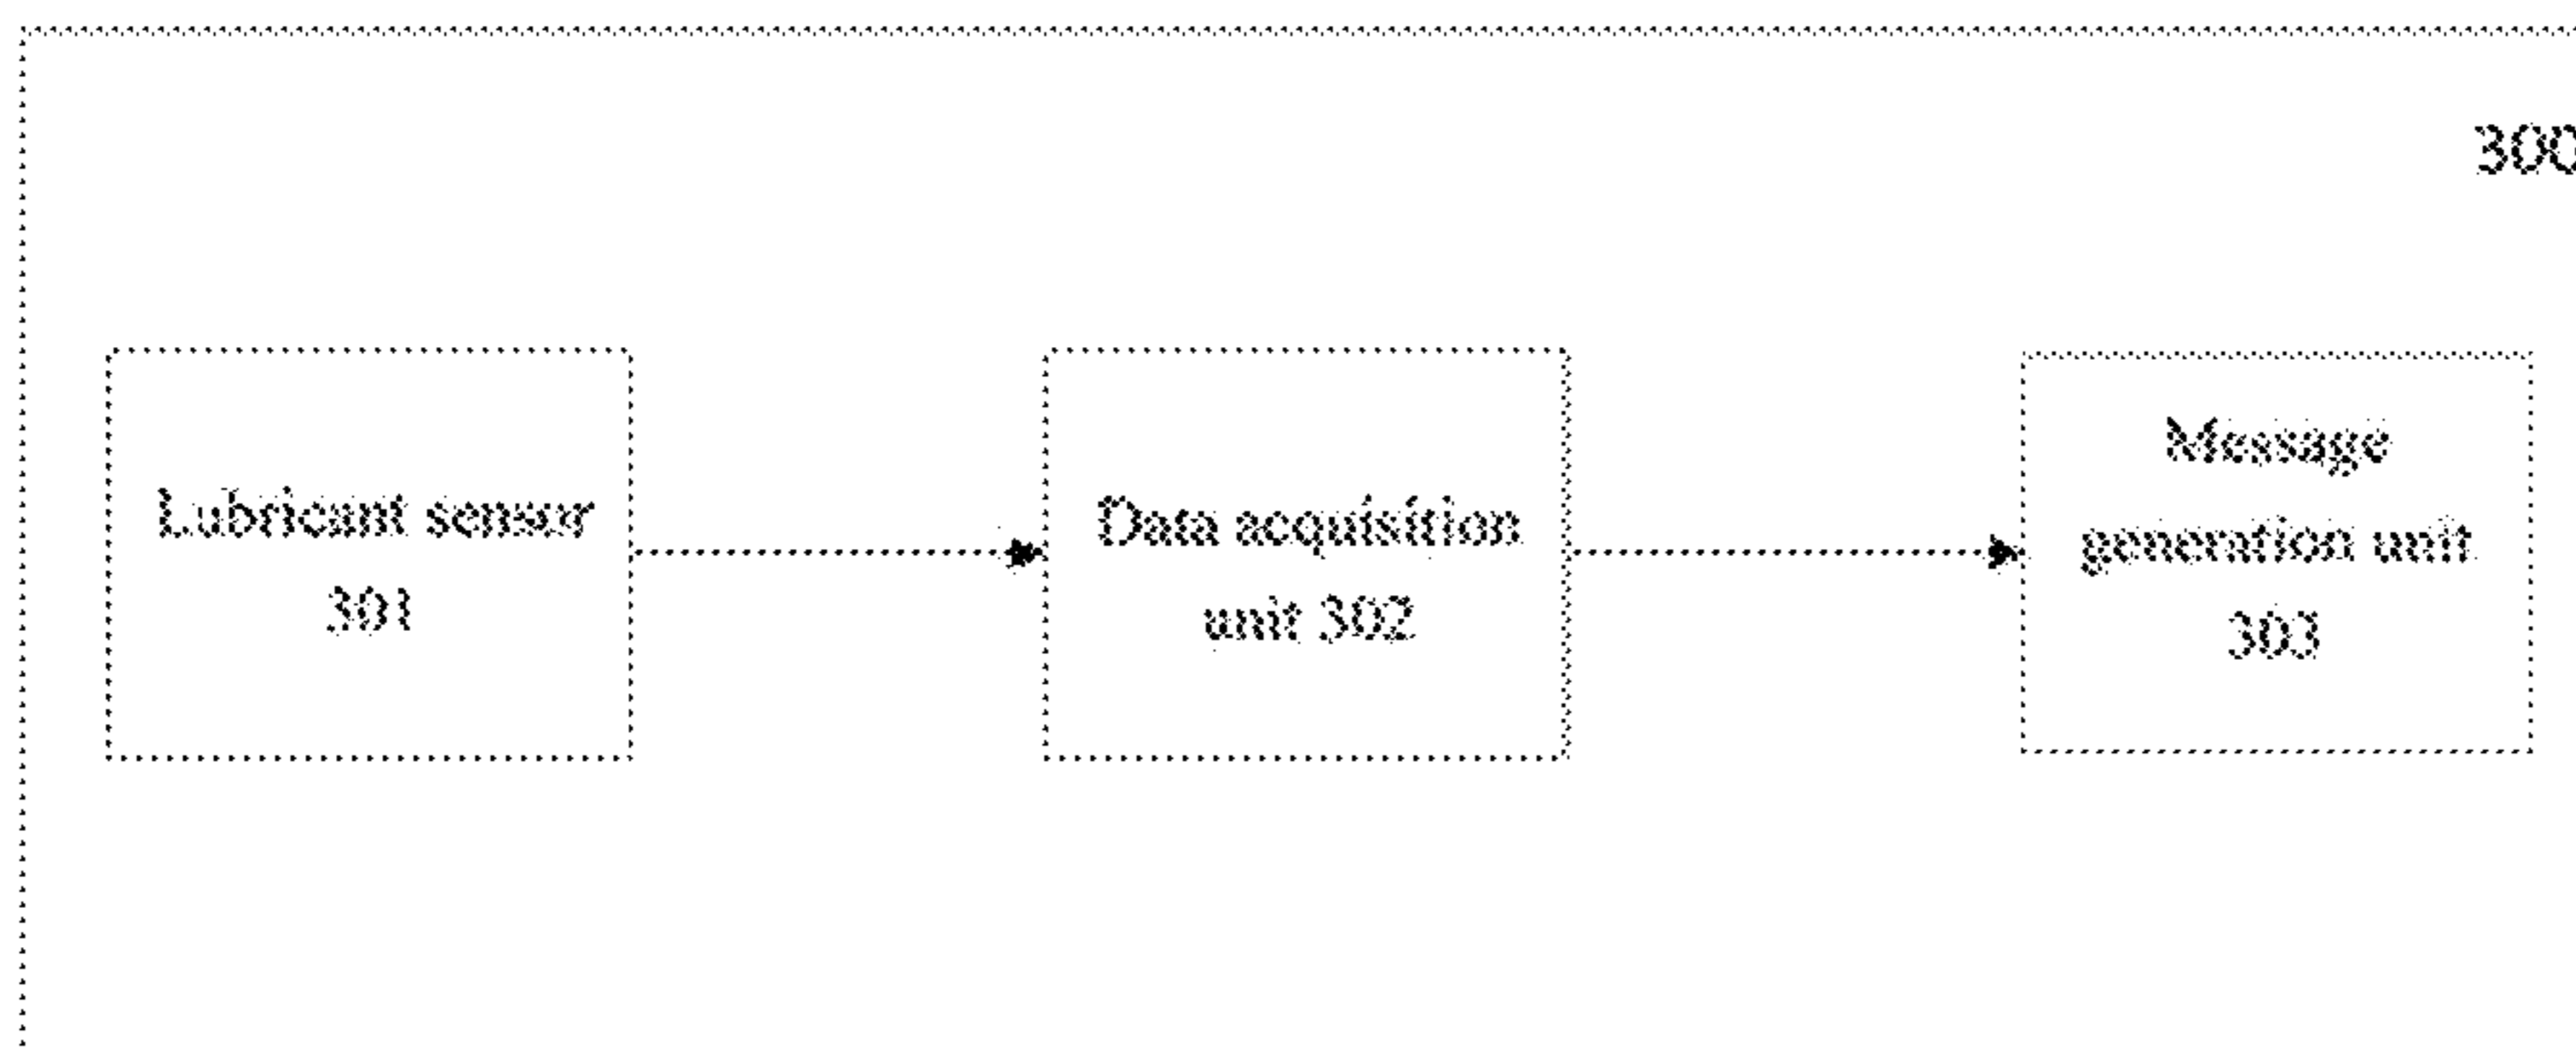 300
Lubricant sensor
301
Data acquisition
unit 302
Message
generation unit
303